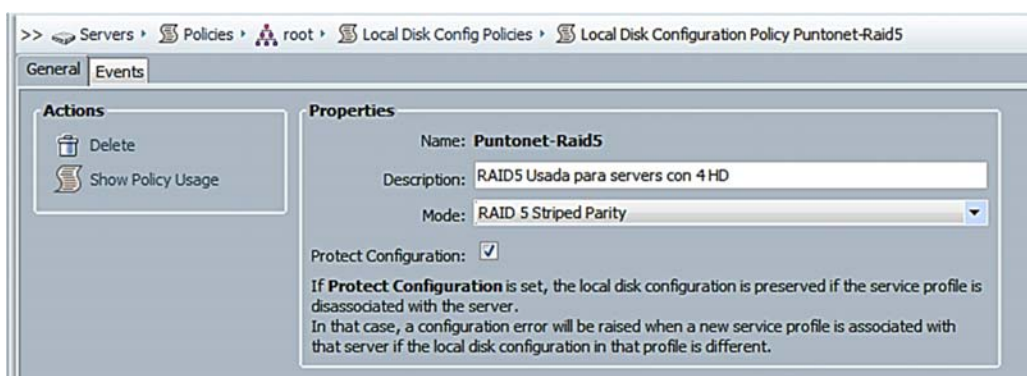 >> Servers Policies root Local Disk Config Policies Local Disk Configuration Policy Puntonet-Raid5
General Events
Actions
Delete
Show Policy Usage
Properties
Name: Puntonet-Raid5
Description: RAID5 Usada para servers con 4 HD
Mode: RAID 5 Striped Parity
Protect Configuration:
If Protect Configuration is set, the local disk configuration is preserved if the service profile is
disassociated with the server.
In that case, a configuration error will be raised when a new service profile is associated with
that server if the local disk configuration in that profile is different.